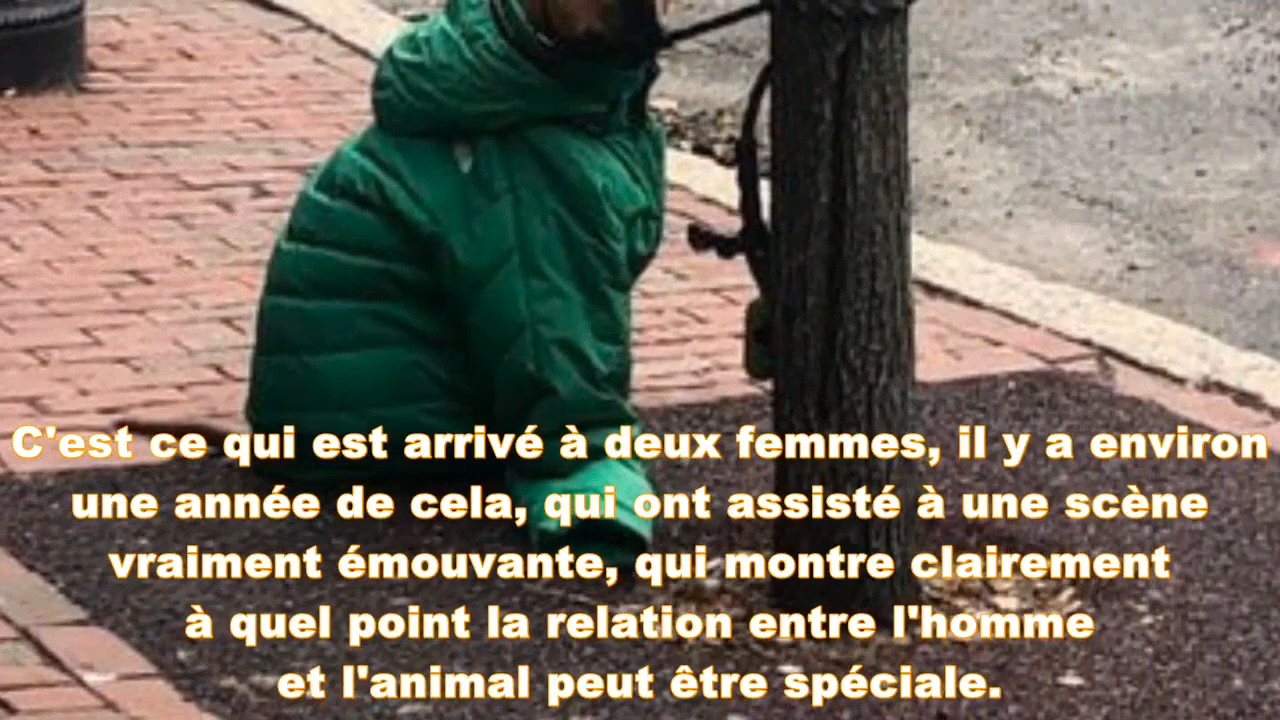 C'est ce qui est arrivé à deux femmes, il y a environ
une année de cela, qui ont assisté à une scène
vraiment émouvante, qui montre clairement
à quel point la relation entre l'homme
et l'animal peut être spéciale.